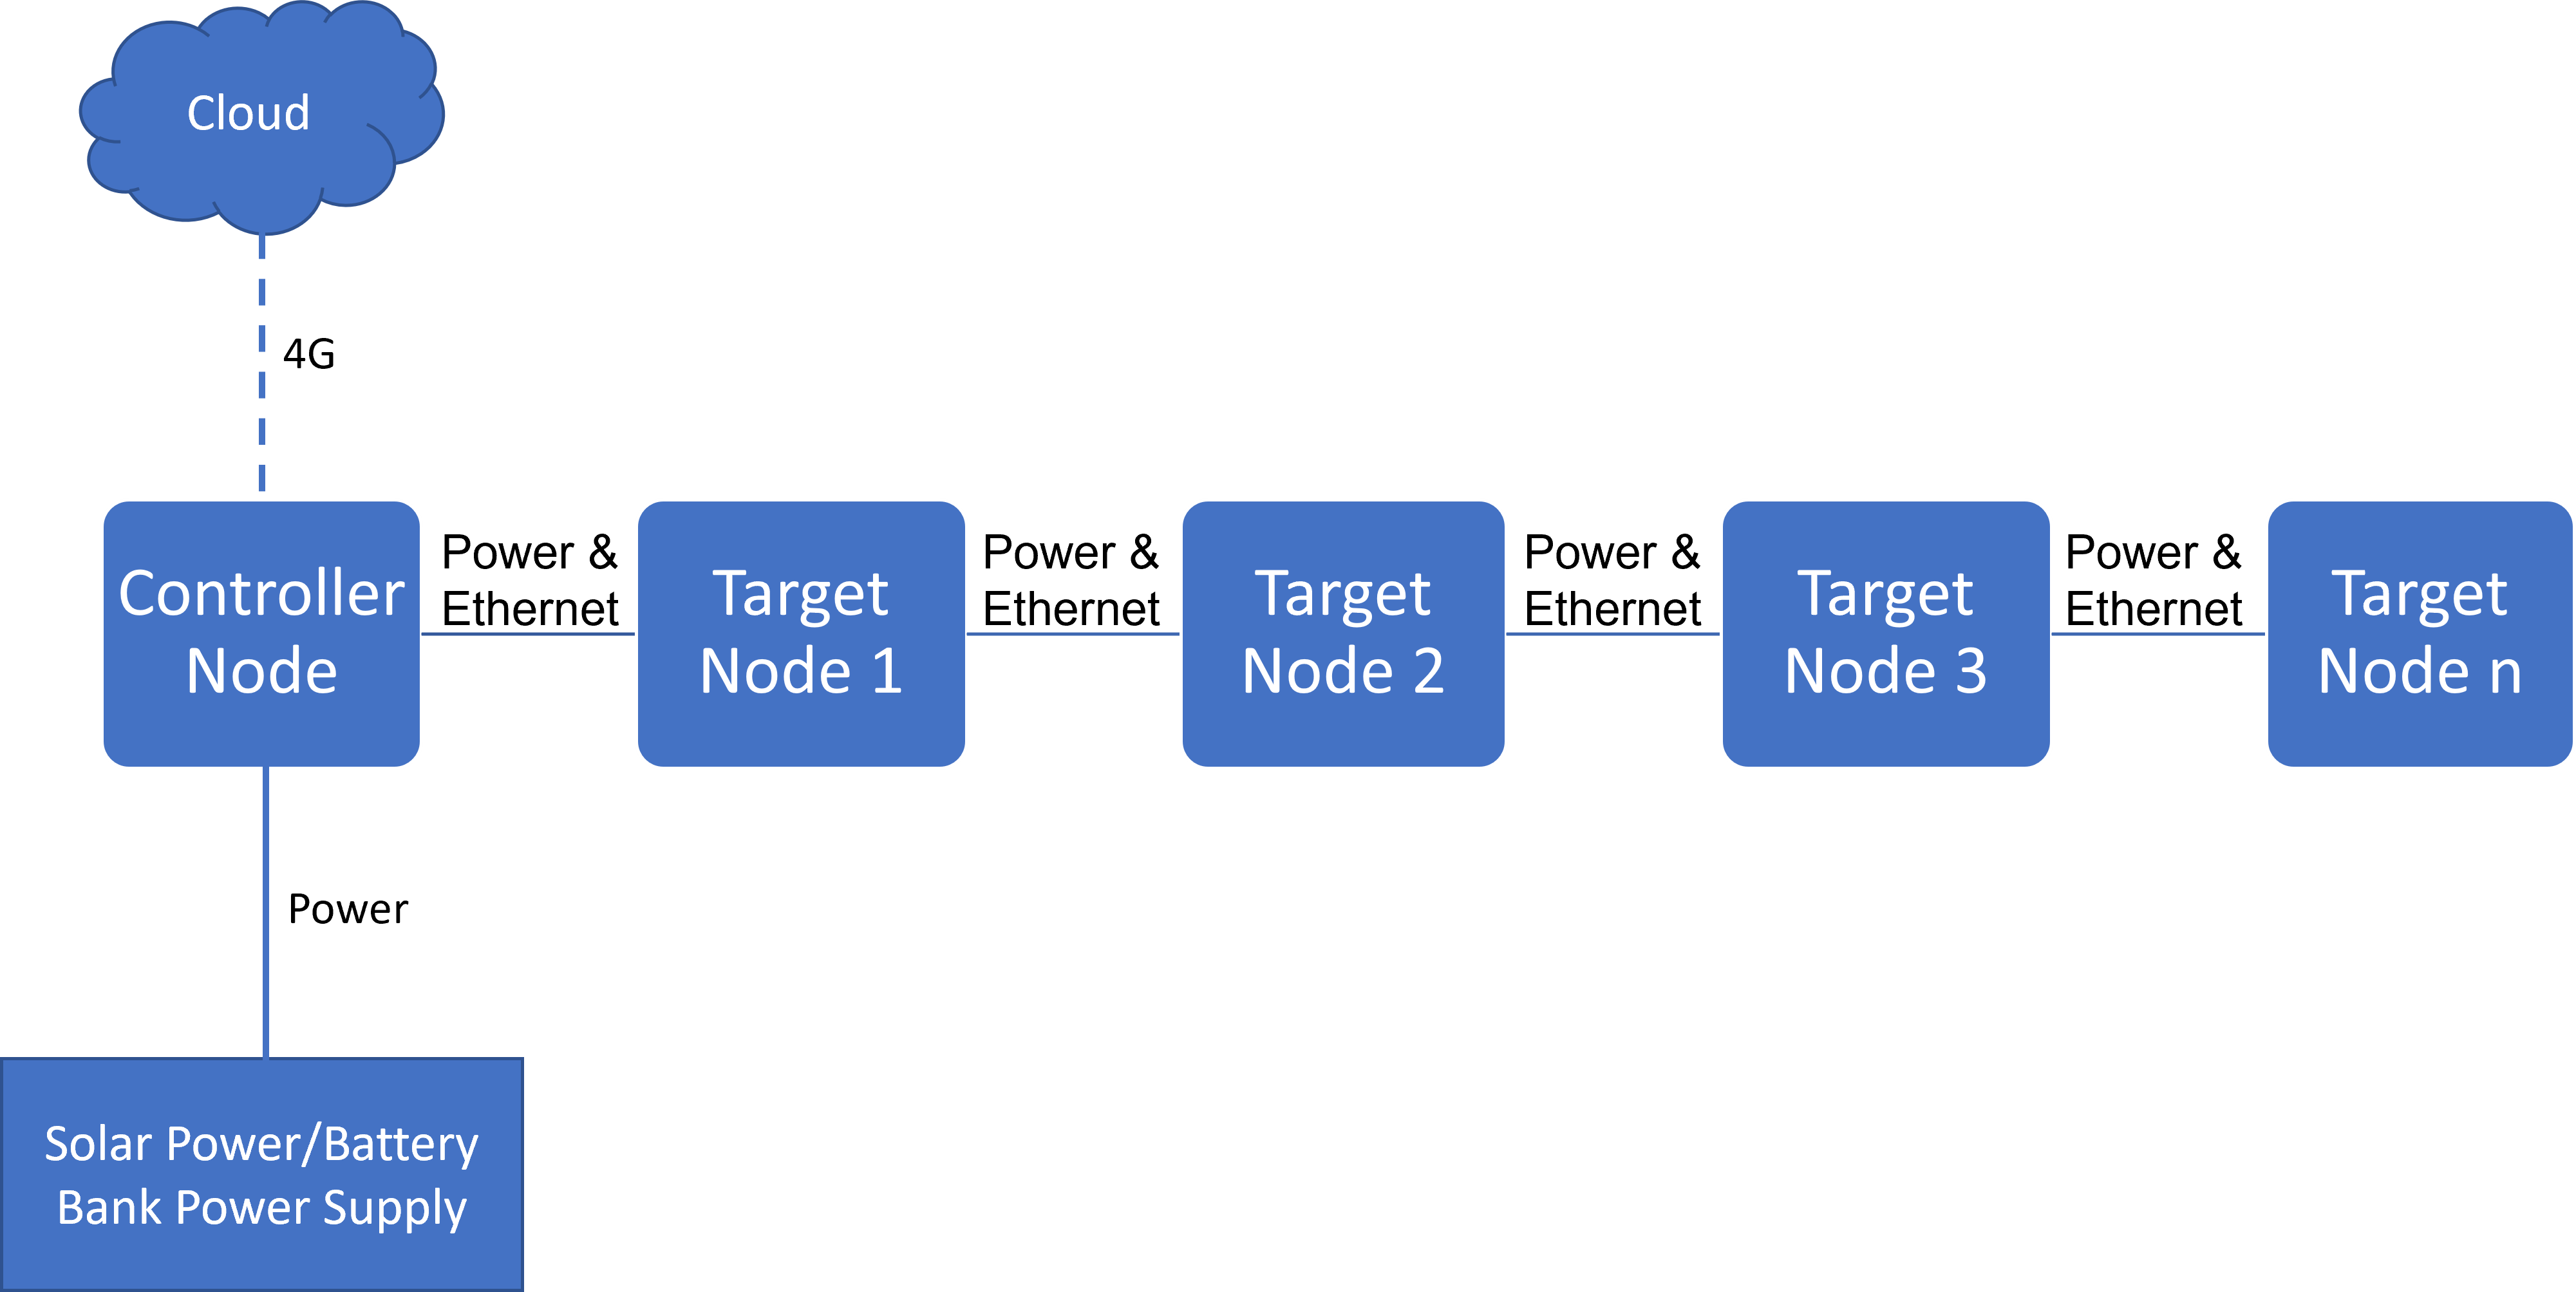 Cloud
4G
Controller
Node
Power &
Ethernet
Target
Node 1
Power &
Ethernet
Target
Node 2
Power &
Ethernet
Target
Node 3
Power &
Ethernet
Target
Node n
Power
Solar Power/Battery
Bank Power Supply